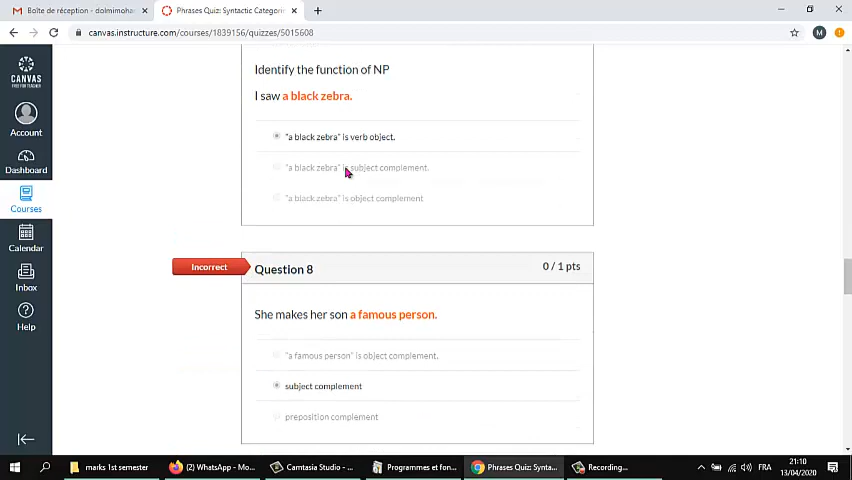 Boîte de réception - dolmimoha
Phrases Quiz: Syntactic Categori
canvas.instructure.com/courses/1839156/quizzes/5015608
M
CANVAS
FREE FOR TEACHER
Account
Dashboard
Courses
Calendar
Inbox
Help
Identify the function of NP
I saw a black zebra.
"a black zebra" is verb object.
"a black zebra" is subject complement.
"a black zebra" is object complement
Incorrect
Question 8
0 / 1 pts
She makes her son a famous person.
"a famous person" is object complement.
subject complement
preposition complement
marks 1st semester
(2) WhatsApp - Mo...
Camtasia Studio - ...
Programmes et fon...
Phrases Quiz: Synta...
Recording...
FRA
21:10
13/04/2020